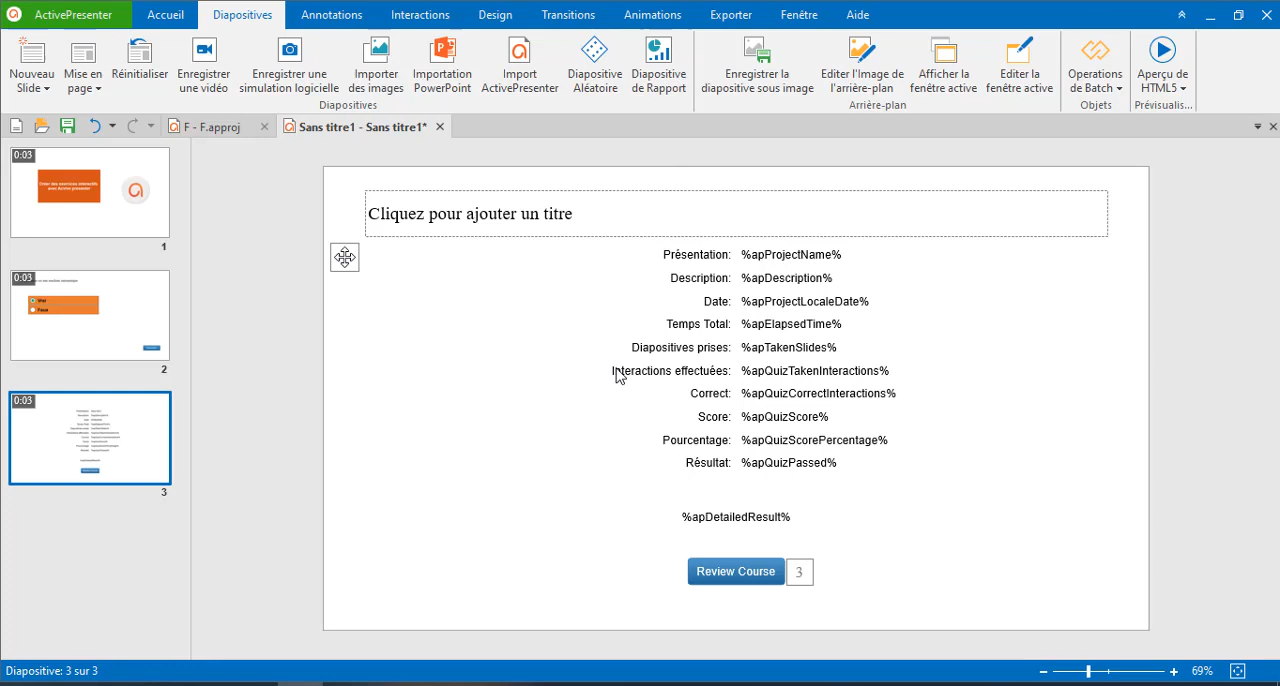 ActivePresenter
Accueil
Diapositives
Annotations
Interactions
Design
Transitions
Animations
Exporter
Fenêtre
Aide
Nouveau
Slide
Mise en
page
Réinitialiser
Enregistrer
une vidéo
Enregistrer une
simulation logicielle
Importer
des images
Importation
PowerPoint
Import
ActivePresenter
Diapositive
Aléatoire
Diapositive
de Rapport
Enregistrer la
diapositive sous image
Editer l'Image de
l'arrière-plan
Afficher la
fenêtre active
Editer la
fenêtre active
Operations
de Batch
Aperçu de
HTML5
Diapositives
Arrière-plan
Objets
Prévisualis...
F - F.approj
Sans titre1 - Sans titre1*
0:03
1
0:03
Vrai
Faux
2
0:03
3
Cliquez pour ajouter un titre
Présentation: %apProjectName%
Description: %apDescription%
Date: %apProjectLocaleDate%
Temps Total: %apElapsedTime%
Diapositives prises: %apTakenSlides%
Interactions effectuées: %apQuizTakenInteractions%
Correct: %apQuizCorrectInteractions%
Score: %apQuizScore%
Pourcentage: %apQuizScorePercentage%
Résultat: %apQuizPassed%
%apDetailedResult%
Review Course 3
Diapositive: 3 sur 3
69%